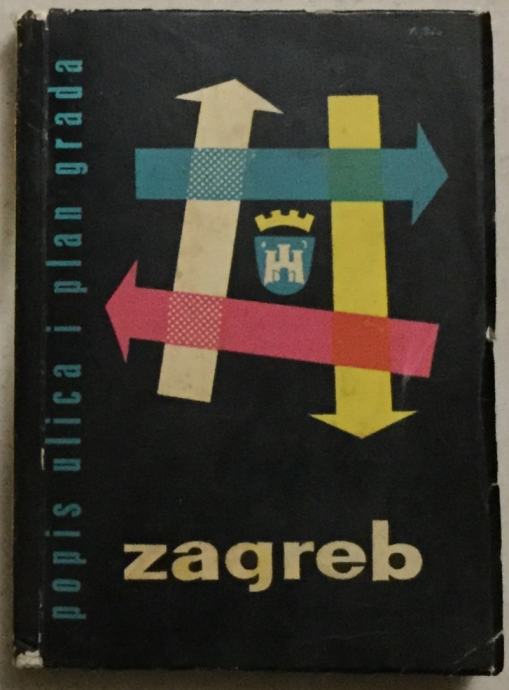 popis ulica i plan grada
zagreb